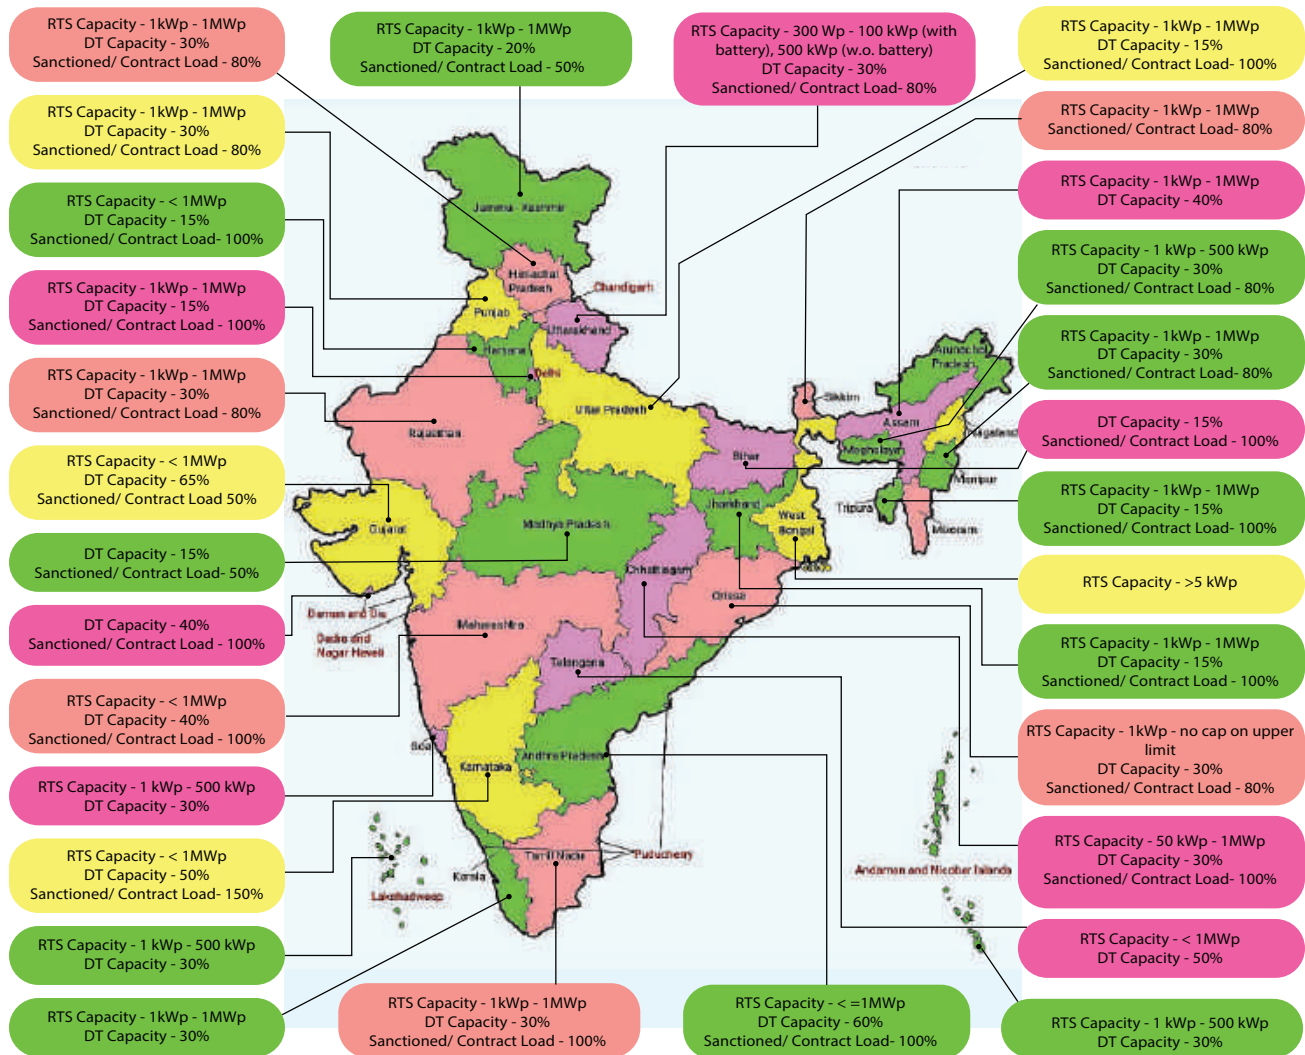 RTS Capacity - 1kWp - 1MWp
DT Capacity - 30%
Sanctioned/ Contract Load - 80%
RTS Capacity - 1kWp - 1MWp
DT Capacity - 20%
Sanctioned/ Contract Load - 50%
RTS Capacity - 300 Wp - 100 kWp (with
battery), 500 kWp (w.o. battery)
DT Capacity - 30%
Sanctioned/ Contract Load- 80%
RTS Capacity - 1kWp - 1MWp
DT Capacity - 15%
Sanctioned/ Contract Load- 100%
RTS Capacity - 1kWp - 1MWp
DT Capacity - 30%
Sanctioned/ Contract Load - 80%
RTS Capacity - < 1MWp
DT Capacity - 15%
Sanctioned/ Contract Load- 100%
RTS Capacity - 1kWp - 1MWp
DT Capacity - 15%
Sanctioned/ Contract Load- 100%
RTS Capacity - 1kWp - 1MWp
DT Capacity - 30%
Sanctioned/ Contract Load - 80%
RTS Capacity - < 1MWp
DT Capacity - 65%
Sanctioned/ Contract Load 50%
DT Capacity - 15%
Sanctioned/ Contract Load- 50%
DT Capacity - 40%
Sanctioned/ Contract Load - 100%
RTS Capacity - < 1MWp
DT Capacity - 40%
Sanctioned/ Contract Load - 100%
RTS Capacity - 1 kWp - 500 kWp
DT Capacity - 30%
RTS Capacity - < 1MWp
DT Capacity - 50%
Sanctioned/ Contract Load- 150%
RTS Capacity - 1 kWp - 500 kWp
DT Capacity - 30%
RTS Capacity - 1kWp - 1MWp
DT Capacity - 30%
Jammu - Kashmir
Himachal
Pradesh
Chandigarh
Punjab
Uttarakhand
Haryana
Delhi
Uttar Pradesh
Rajasthan
Sikkim
Arunachal
Pradesh
Assam
Nagaland
Meghalaya
Manipur
Bihar
Tripura
Mizoram
Jharkhand
West
Bengal
Gujarat
Madhya Pradesh
Chhattisgarh
Orissa
Daman and Diu
Dadra and
Nagar Haveli
Maharashtra
Telangana
Goa
Karnataka
Andhra Pradesh
Tamil Nadu
Puducherry
Kerala
Lakshadweep
Andaman and Nicobar Islands
RTS Capacity - 1kWp - 1MWp
Sanctioned/ Contract Load- 80%
RTS Capacity - 1kWp - 1MWp
DT Capacity - 40%
RTS Capacity - 1 kWp - 500 kWp
DT Capacity - 30%
Sanctioned/ Contract Load - 80%
RTS Capacity - 1kWp - 1MWp
DT Capacity - 30%
Sanctioned/ Contract Load - 80%
DT Capacity - 15%
Sanctioned/ Contract Load - 100%
RTS Capacity - 1kWp - 1MWp
DT Capacity - 15%
Sanctioned/ Contract Load- 100%
RTS Capacity - >5 kWp
RTS Capacity - 1kWp - 1MWp
DT Capacity - 15%
Sanctioned/ Contract Load - 100%
RTS Capacity - 1kWp - no cap on upper
limit
DT Capacity - 30%
Sanctioned/ Contract Load - 80%
RTS Capacity - 50 kWp - 1MWp
DT Capacity - 30%
Sanctioned/ Contract Load- 100%
RTS Capacity - < 1MWp
DT Capacity - 50%
RTS Capacity - 1 kWp - 500 kWp
DT Capacity - 30%
RTS Capacity - 1kWp - 1MWp
DT Capacity - 30%
Sanctioned/ Contract Load - 100%
RTS Capacity - < =1MWp
DT Capacity - 60%
Sanctioned/ Contract Load- 100%